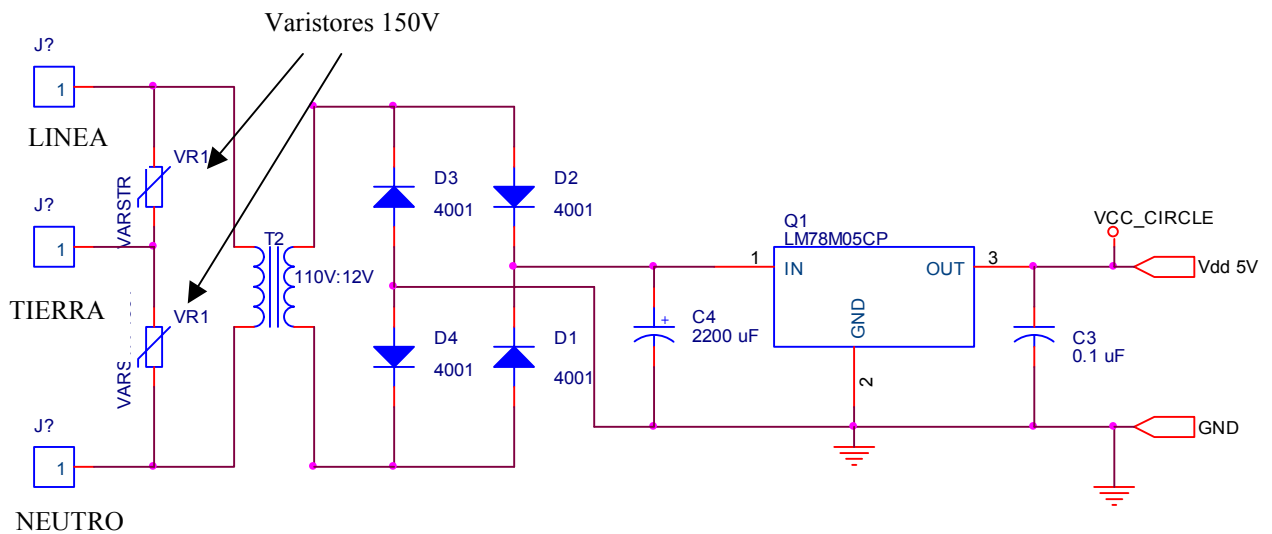 Varistores 150V
J?
1
LINEA
VR1
VARSTR
J?
1
TIERRA
VR1
VARS
J?
1
NEUTRO
T2
110V:12V
D3
4001
D2
4001
D4
4001
D1
4001
C4
2200 uF
+
Q1
LM78M05CP
1
IN
OUT
3
GND
2
VCC_CIRCLE
Vdd 5V
C3
0.1 uF
GND